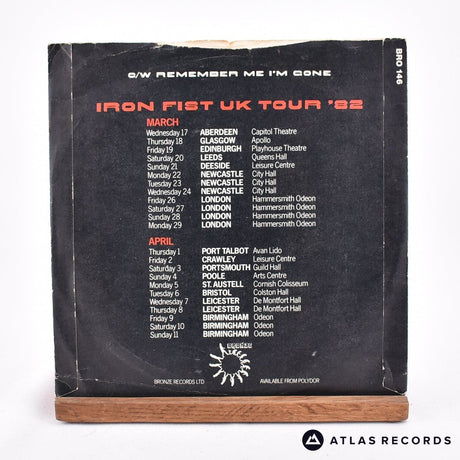 C/W REMEMBER ME I'M GONE
BRO 146
IRON FIST UK TOUR '82
MARCH
Wednesday 17 ABERDEEN Capitol Theatre
Thursday 18 GLASGOW Apollo
Friday 19 EDINBURGH Playhouse Theatre
Saturday 20 LEEDS Queens Hall
Sunday 21 DEESIDE Leisure Centre
Monday 22 NEWCASTLE City Hall
Tuesday 23 NEWCASTLE City Hall
Wednesday 24 NEWCASTLE City Hall
Friday 26 LONDON Hammersmith Odeon
Saturday 27 LONDON Hammersmith Odeon
Sunday 28 LONDON Hammersmith Odeon
Monday 29 LONDON Hammersmith Odeon
APRIL
Thursday 1 PORT TALBOT Avan Lido
Friday 2 CRAWLEY Leisure Centre
Saturday 3 PORTSMOUTH Guild Hall
Sunday 4 POOLE Arts Centre
Monday 5 ST. AUSTELL Cornish Colisseum
Tuesday 6 BRISTOL Colston Hall
Wednesday 7 LEICESTER De Montfort Hall
Thursday 8 LEICESTER De Montfort Hall
Friday 9 BIRMINGHAM Odeon
Saturday 10 BIRMINGHAM Odeon
Sunday 11 BIRMINGHAM Odeon
BRONZE
BRONZE RECORDS LTD
AVAILABLE FROM POLYDOR
ATLAS RECORDS